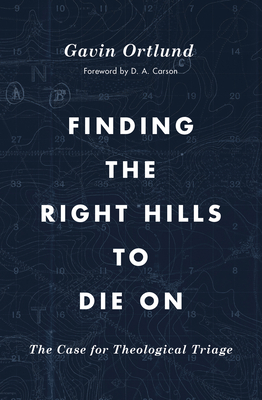 Gavin Ortlund
Foreword by D. A. Carson
FINDING
THE
RIGHT HILLS
TO
DIE ON
The Case for Theological Triage